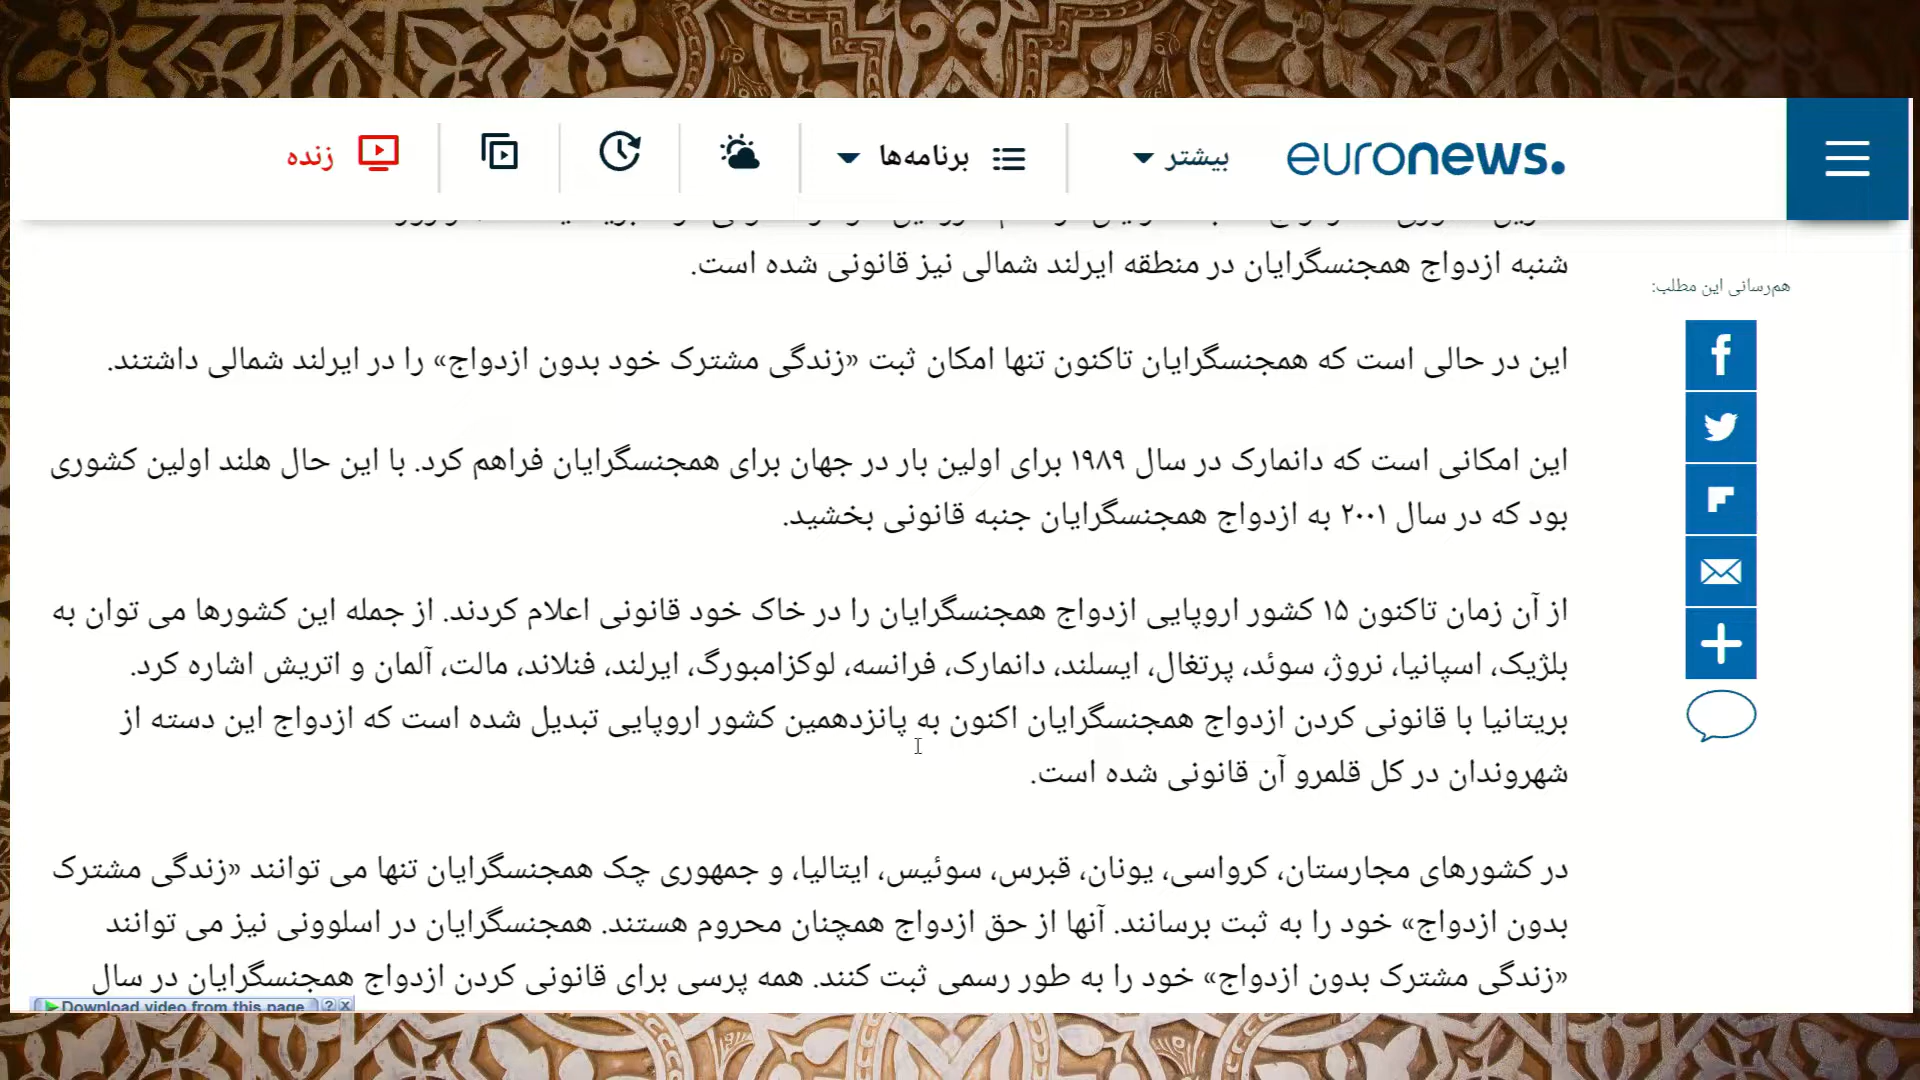 euronews.
بیشتر
برنامه‌ها
زنده
شنبه ازدواج همجنسگرایان در منطقه ایرلند شمالی نیز قانونی شده است.
هم‌رسانی این مطلب:
این در حالی است که همجنسگرایان تاکنون تنها امکان ثبت «زندگی مشترک خود بدون ازدواج» را در ایرلند شمالی داشتند.
این امکانی است که دانمارک در سال ۱۹۸۹ برای اولین بار در جهان برای همجنسگرایان فراهم کرد. با این حال هلند اولین کشوری
بود که در سال ۲۰۰۱ به ازدواج همجنسگرایان جنبه قانونی بخشید.
از آن زمان تاکنون ۱۵ کشور اروپایی ازدواج همجنسگرایان را در خاک خود قانونی اعلام کردند. از جمله این کشورها می توان به
بلژیک، اسپانیا، نروژ، سوئد، پرتغال، ایسلند، دانمارک، فرانسه، لوکزامبورگ، ایرلند، فنلاند، مالت، آلمان و اتریش اشاره کرد.
بریتانیا با قانونی کردن ازدواج همجنسگرایان اکنون به پانزدهمین کشور اروپایی تبدیل شده است که ازدواج این دسته از
شهروندان در کل قلمرو آن قانونی شده است.
در کشورهای مجارستان، کرواسی، یونان، قبرس، سوئیس، ایتالیا، و جمهوری چک همجنسگرایان تنها می توانند «زندگی مشترک
بدون ازدواج» خود را به ثبت برسانند. آنها از حق ازدواج همچنان محروم هستند. همجنسگرایان در اسلوونی نیز می توانند
«زندگی مشترک بدون ازدواج» خود را به طور رسمی ثبت کنند. همه پرسی برای قانونی کردن ازدواج همجنسگرایان در سال
Download video from this page ? X